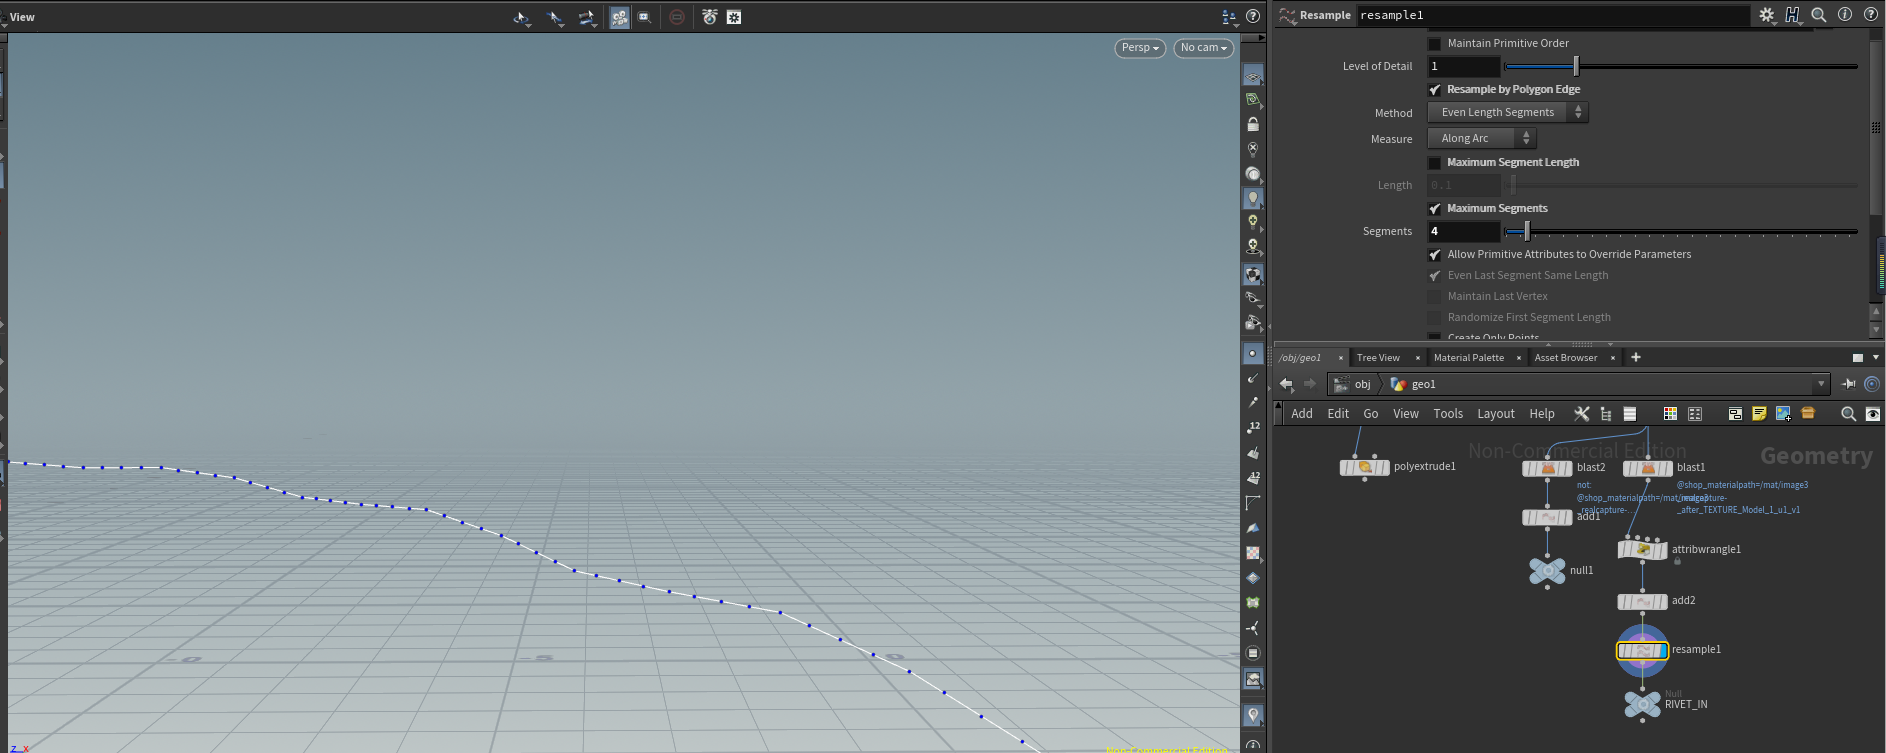 View
Persp
No cam
Resample
resample1
Maintain Primitive Order
Level of Detail
1
Resample by Polygon Edge
Method
Even Length Segments
Measure
Along Arc
Maximum Segment Length
Length
0.1
Maximum Segments
Segments
4
Allow Primitive Attributes to Override Parameters
Even Last Segment Same Length
Maintain Last Vertex
Randomize First Segment Length
Create Only Points
/obj/geo1
Tree View
Material Palette
Asset Browser
obj
geo1
Add
Edit
Go
View
Tools
Layout
Help
Non-Commercial Edition
Geometry
polyextrude1
blast2
blast1
not:
@shop_materialpath=/mat/image3
@shop_materialpath=/mat/image3
_after_TEXTURE_Model_1_u1_v1
add1
attribwrangle1
null1
add2
resample1
Null
RIVET_IN
12
12
-5
z x
Non-Commercial Edition